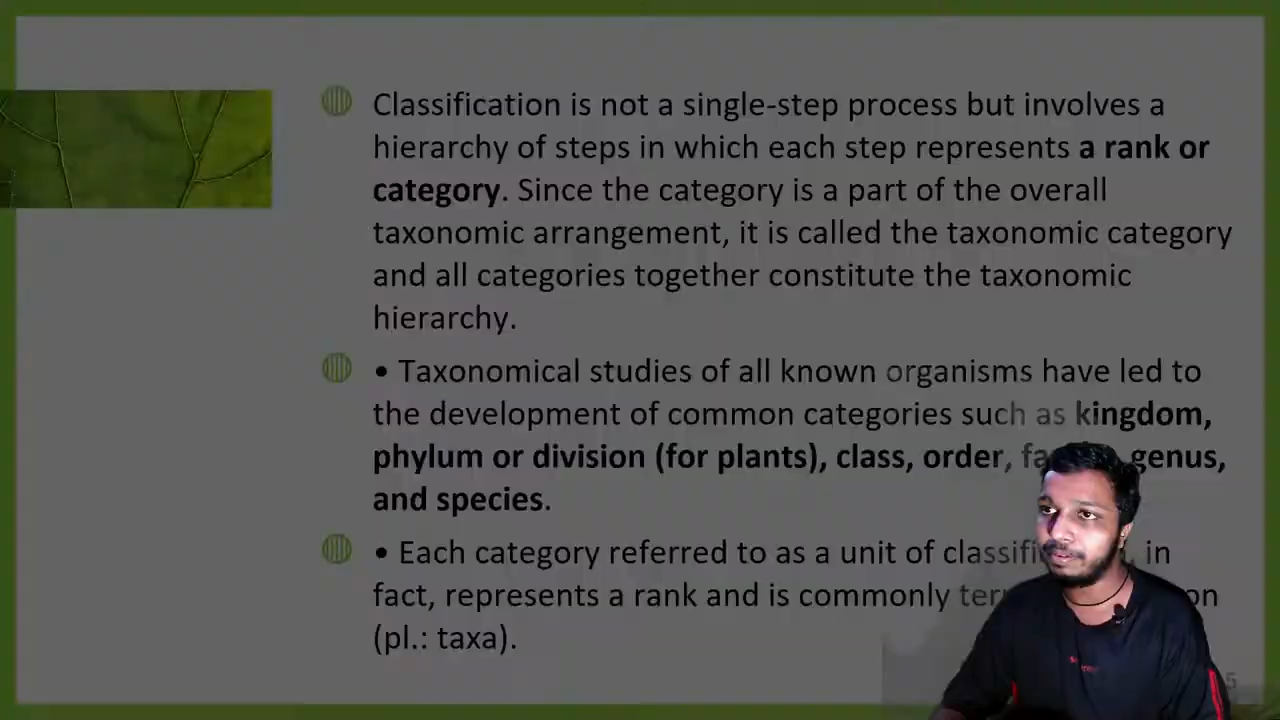 Classification is not a single-step process but involves a
hierarchy of steps in which each step represents a rank or
category. Since the category is a part of the overall
taxonomic arrangement, it is called the taxonomic category
and all categories together constitute the taxonomic
hierarchy.
• Taxonomical studies of all known organisms have led to
the development of common categories such as kingdom,
phylum or division (for plants), class, order, genus,
and species.
• Each category referred to as a unit of in
fact, represents a rank and is commonly
(pl.: taxa).
5